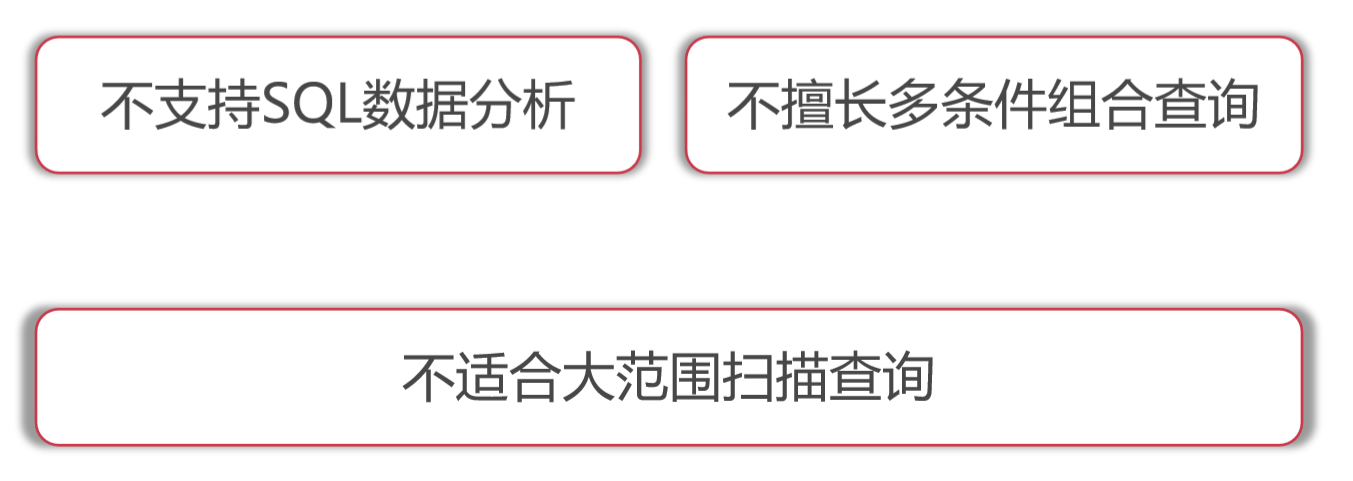 不支持SQL数据分析
不擅长多条件组合查询
不适合大范围扫描查询